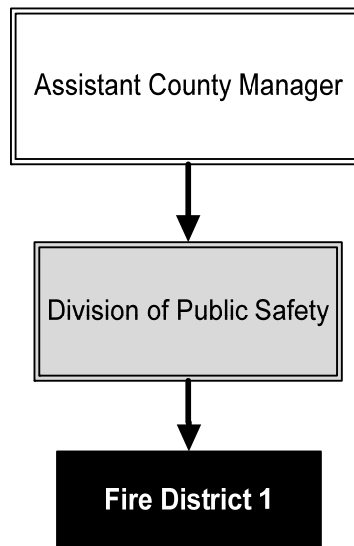 Assistant County Manager
Division of Public Safety
Fire District 1